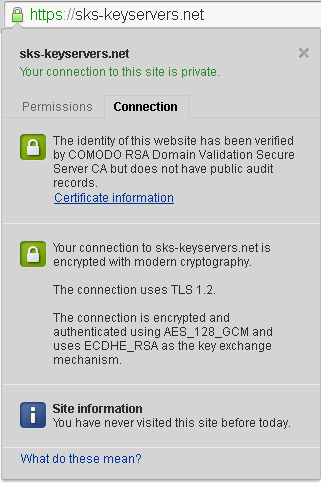 https://sks-keyservers.net
sks-keyservers.net
Your connection to this site is private.
Permissions
Connection
The identity of this website has been verified
by COMODO RSA Domain Validation Secure
Server CA but does not have public audit
records.
Certificate information
Your connection to sks-keyservers.net is
encrypted with modern cryptography.
The connection uses TLS 1.2.
The connection is encrypted and
authenticated using AES_128_GCM and
uses ECDHE_RSA as the key exchange
mechanism.
Site information
You have never visited this site before today.
What do these mean?